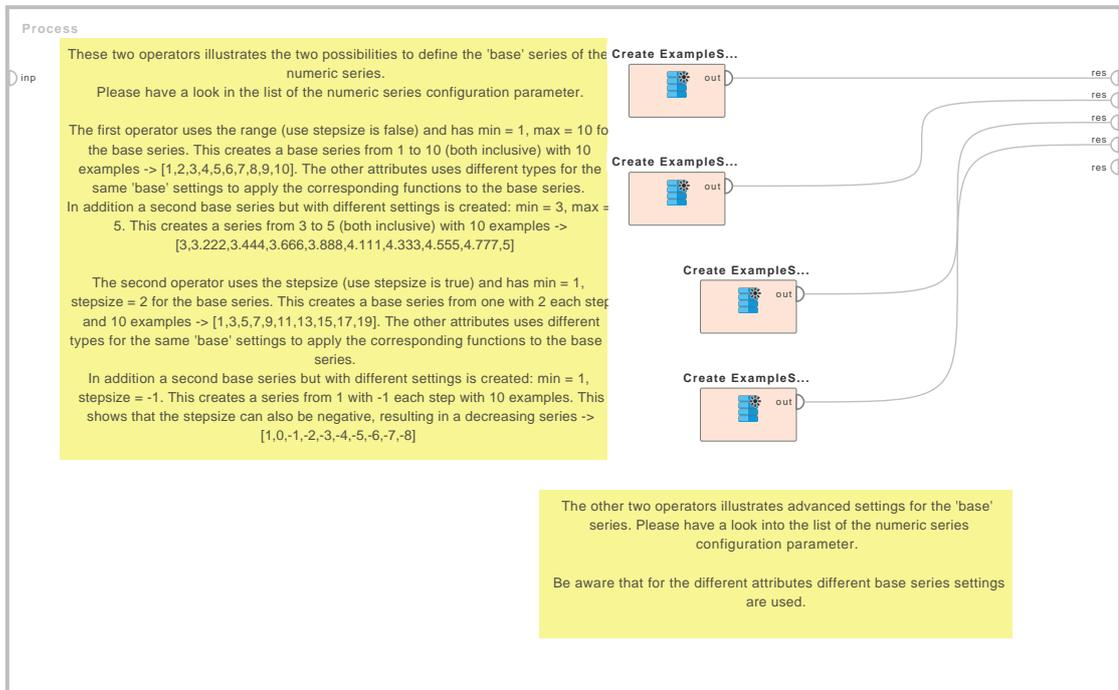 Process
inp
These two operators illustrates the two possibilities to define the 'base' series of the
numeric series.
Please have a look in the list of the numeric series configuration parameter.
The first operator uses the range (use stepsize is false) and has min = 1, max = 10 fo
the base series. This creates a base series from 1 to 10 (both inclusive) with 10
examples -> [1,2,3,4,5,6,7,8,9,10]. The other attributes uses different types for the
same 'base' settings to apply the corresponding functions to the base series.
In addition a second base series but with different settings is created: min = 3, max =
5. This creates a series from 3 to 5 (both inclusive) with 10 examples ->
[3,3.222,3.444,3.666,3.888,4.111,4.333,4.555,4.777,5]
The second operator uses the stepsize (use stepsize is true) and has min = 1,
stepsize = 2 for the base series. This creates a base series from one with 2 each step
and 10 examples -> [1,3,5,7,9,11,13,15,17,19]. The other attributes uses different
types for the same 'base' settings to apply the corresponding functions to the base
series.
In addition a second base series but with different settings is created: min = 1,
stepsize = -1. This creates a series from 1 with -1 each step with 10 examples. This
shows that the stepsize can also be negative, resulting in a decreasing series ->
[1,0,-1,-2,-3,-4,-5,-6,-7,-8]
Create ExampleS...
out
Create ExampleS...
out
Create ExampleS...
out
Create ExampleS...
out
res
res
res
res
res
The other two operators illustrates advanced settings for the 'base'
series. Please have a look into the list of the numeric series
configuration parameter.
Be aware that for the different attributes different base series settings
are used.